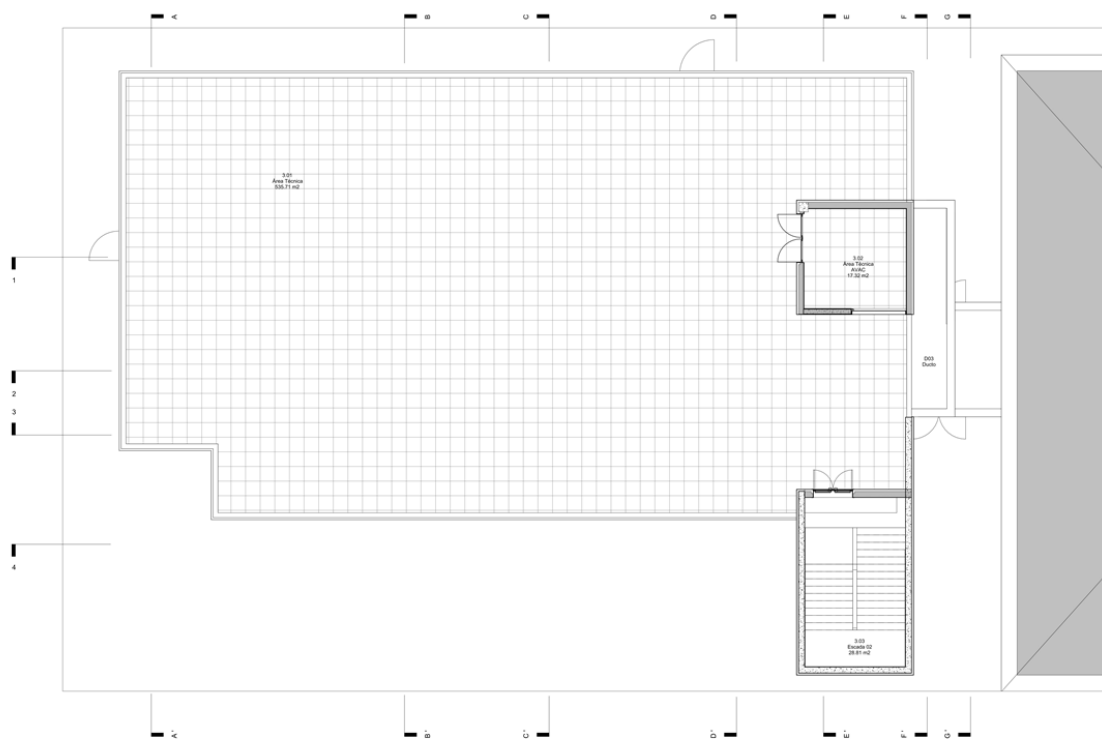 A
B
C
D
E
F
G
3.01
Área Técnica
535.71 m2
3.02
Área Técnica
AVAC
17.32 m2
1
D03
Ducto
2
3
4
3.03
Escada 02
28.81 m2
A'
B'
C'
D'
E'
F'
G'